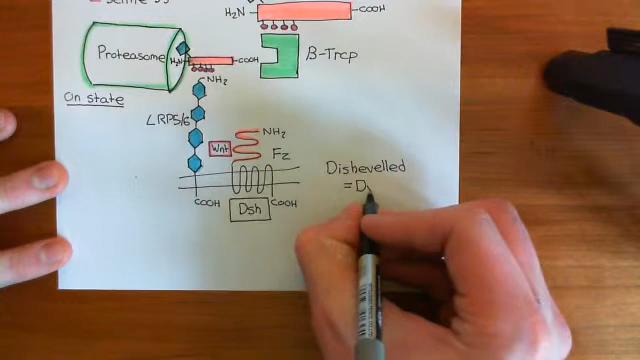 H₂N
COOH
Proteasome
H₂N
COOH
β-Trcp
NH₂
On state
LRP5/6
NH₂
Wnt
Fz
Dishevelled
= D
COOH
Dsh
COOH